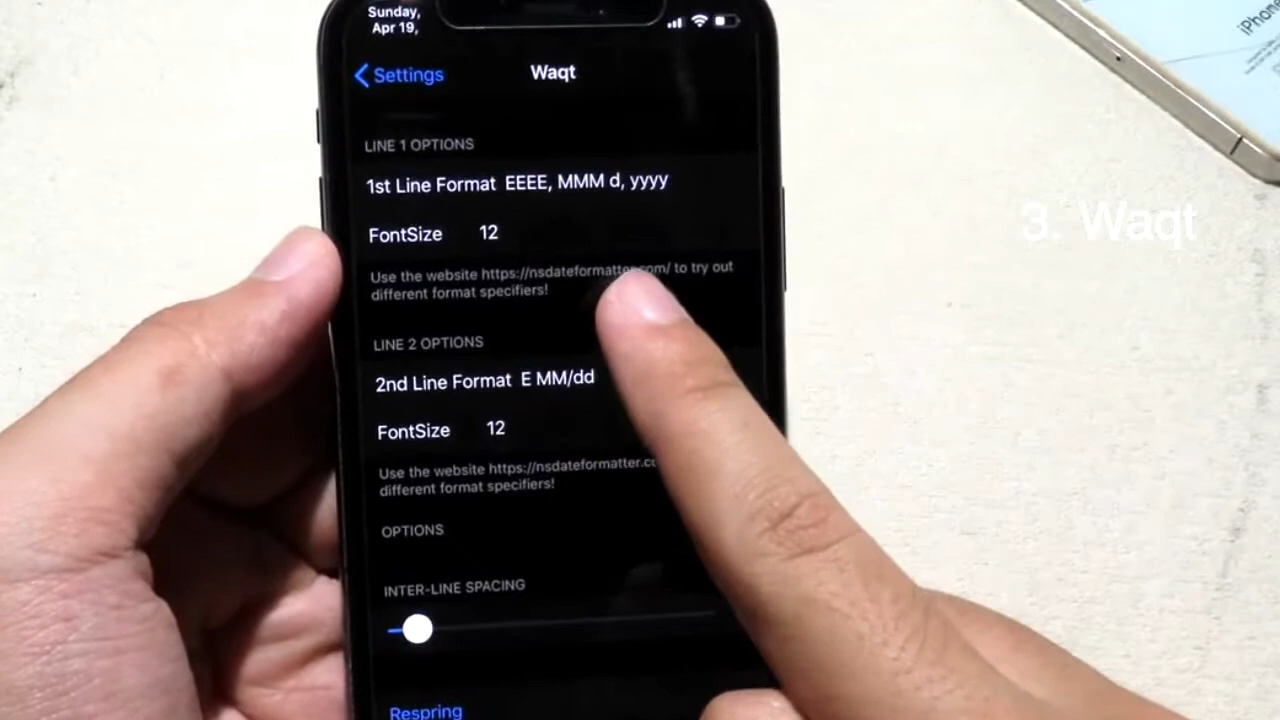 Sunday,
Apr 19,
Settings
Waqt
LINE 1 OPTIONS
1st Line Format EEEE, MMM d, yyyy
FontSize 12
Use the website https://nsdateformatter.com/ to try out
different format specifiers!
LINE 2 OPTIONS
2nd Line Format E MM/dd
FontSize 12
Use the website https://nsdateformatter.co
different format specifiers!
OPTIONS
INTER-LINE SPACING
Respring
3. Waqt
iPhone